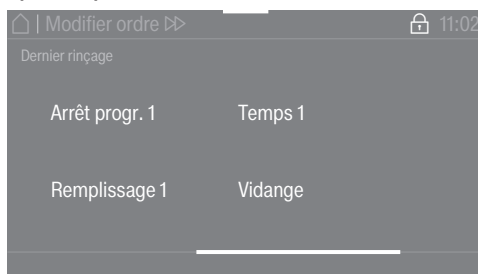 | Modifier ordre 11:02
Dernier rinçage
Arrêt progr. 1 Temps 1
Remplissage 1 Vidange